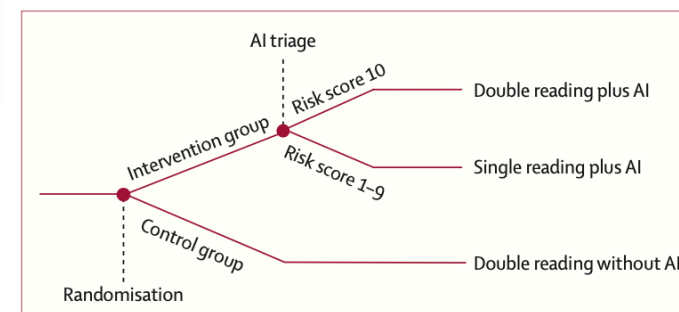 AI triage
Risk score 10
Double reading plus AI
Intervention group
Risk score 1–9
Single reading plus AI
Control group
Double reading without AI
Randomisation